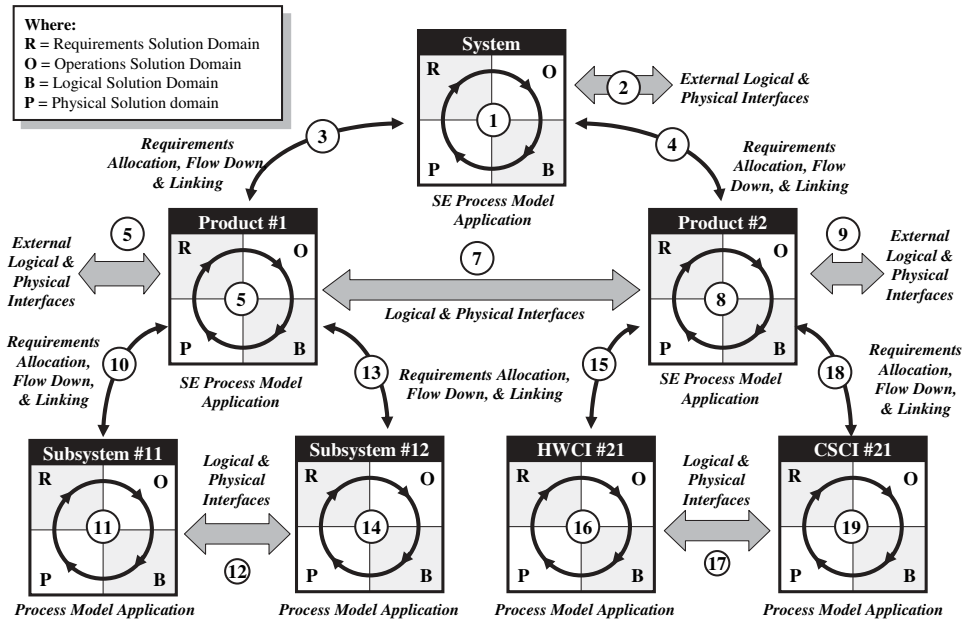 Where:
R = Requirements Solution Domain
O = Operations Solution Domain
B = Logical Solution Domain
P = Physical Solution domain
System
R
O
1
P
B
SE Process Model
Application
2
External Logical &
Physical Interfaces
3
Requirements
Allocation, Flow Down
& Linking
4
Requirements
Allocation, Flow
Down, & Linking
Product #1
R
O
5
P
B
SE Process Model
Application
5
External
Logical &
Physical
Interfaces
7
Logical & Physical Interfaces
Product #2
R
O
8
P
B
SE Process Model
Application
9
External
Logical &
Physical
Interfaces
Requirements
Allocation,
Flow Down,
& Linking
10
13
Requirements Allocation,
Flow Down, & Linking
15
18
Requirements
Allocation,
Flow Down,
& Linking
Subsystem #11
R
O
11
P
B
Process Model Application
Logical &
Physical
Interfaces
12
Subsystem #12
R
O
14
P
B
Process Model Application
HWCI #21
R
O
16
P
B
Process Model Application
Logical &
Physical
Interfaces
17
CSCI #21
R
O
19
P
B
Process Model Application